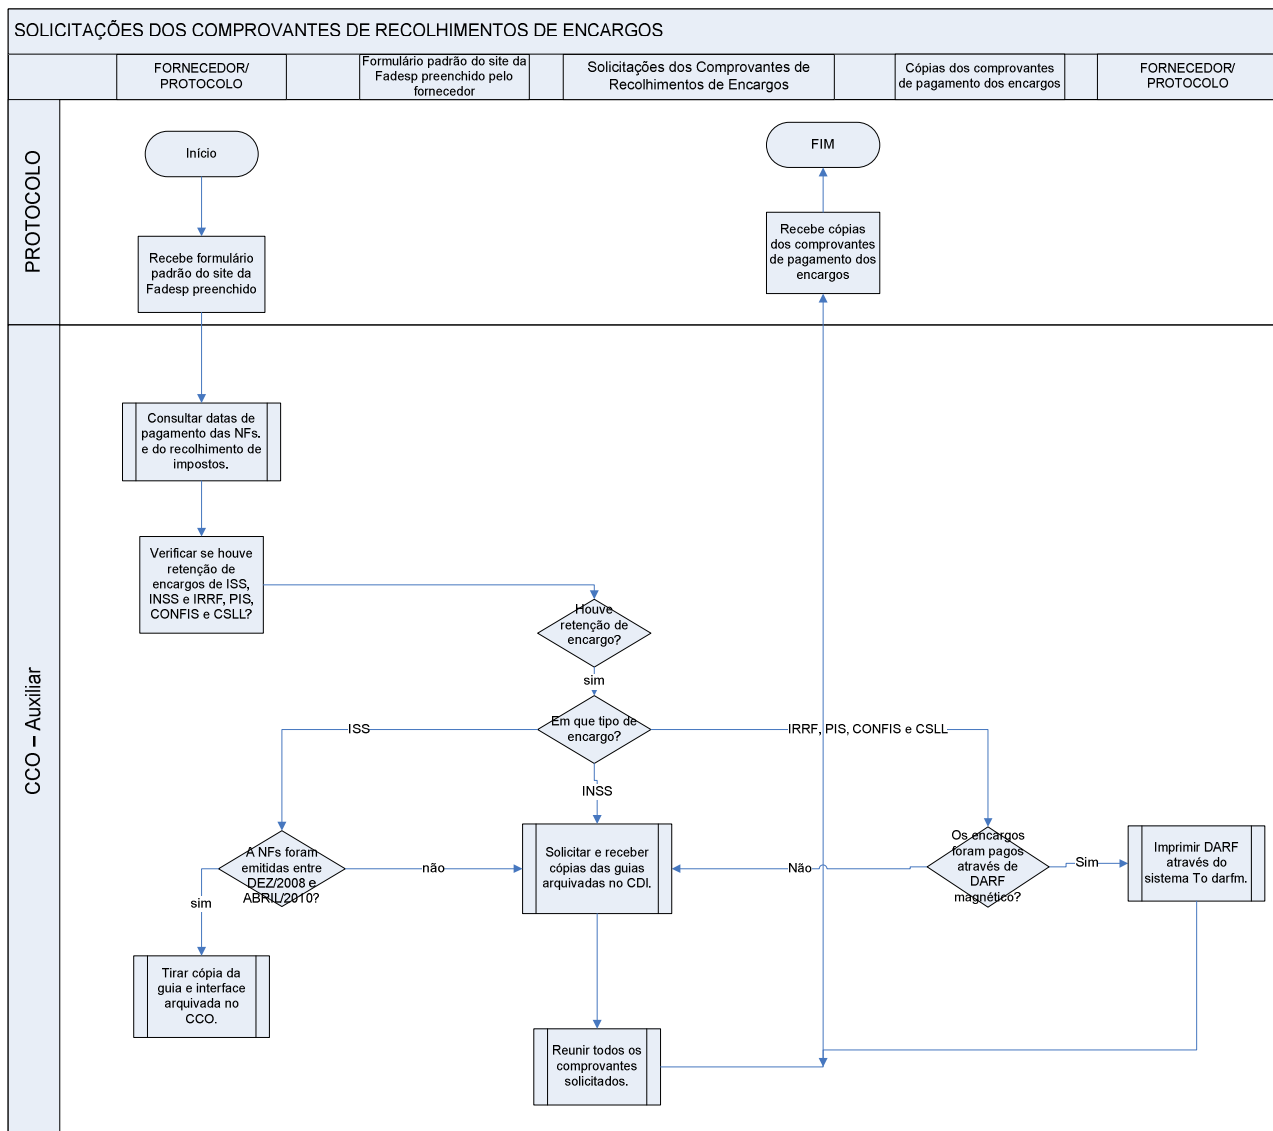 SOLICITAÇÕES DOS COMPROVANTES DE RECOLHIMENTOS DE ENCARGOS
FORNECEDOR/
PROTOCOLO
Formulário padrão do site da
Fadesp preenchido pelo
fornecedor
Solicitações dos Comprovantes de
Recolhimentos de Encargos
Cópias dos comprovantes
de pagamento dos encargos
FORNECEDOR/
PROTOCOLO
PROTOCOLO
Início
FIM
Recebe formulário
padrão do site da
Fadesp preenchido
Recebe cópias
dos comprovantes
de pagamento dos
encargos
CCO – Auxiliar
Consultar datas de
pagamento das NFs.
e do recolhimento de
impostos.
Verificar se houve
retenção de
encargos de ISS,
INSS e IRRF, PIS,
CONFIS e CSLL?
Houve
retenção de
encargo?
sim
Em que tipo de
encargo?
ISS
IRRF, PIS, CONFIS e CSLL
INSS
A NFs foram
emitidas entre
DEZ/2008 e
ABRIL/2010?
não
Solicitar e receber
cópias das guias
arquivadas no CDI.
Não
Os encargos
foram pagos
através de
DARF
magnético?
Sim
Imprimir DARF
através do
sistema To darfm.
sim
Tirar cópia da
guia e interface
arquivada no
CCO.
Reunir todos os
comprovantes
solicitados.